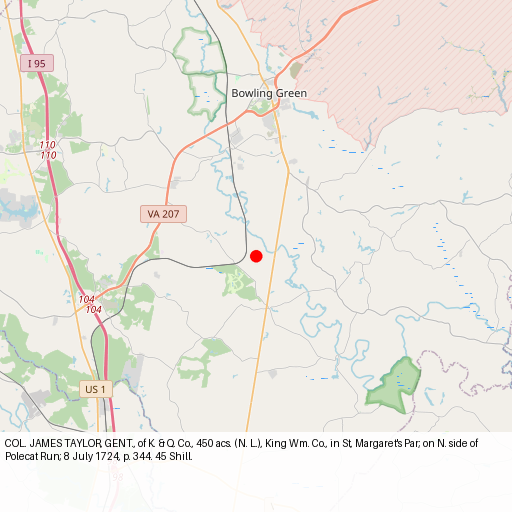 I 95
Bowling Green
110
110
VA 207
104
104
US 1
COL. JAMES TAYLOR, GENT., of K. & Q. Co., 450 acs. (N. L.), King Wm. Co., in St, Margaret's Par; on N. side of
Polecat Run; 8 July 1724, p. 344. 45 Shill.